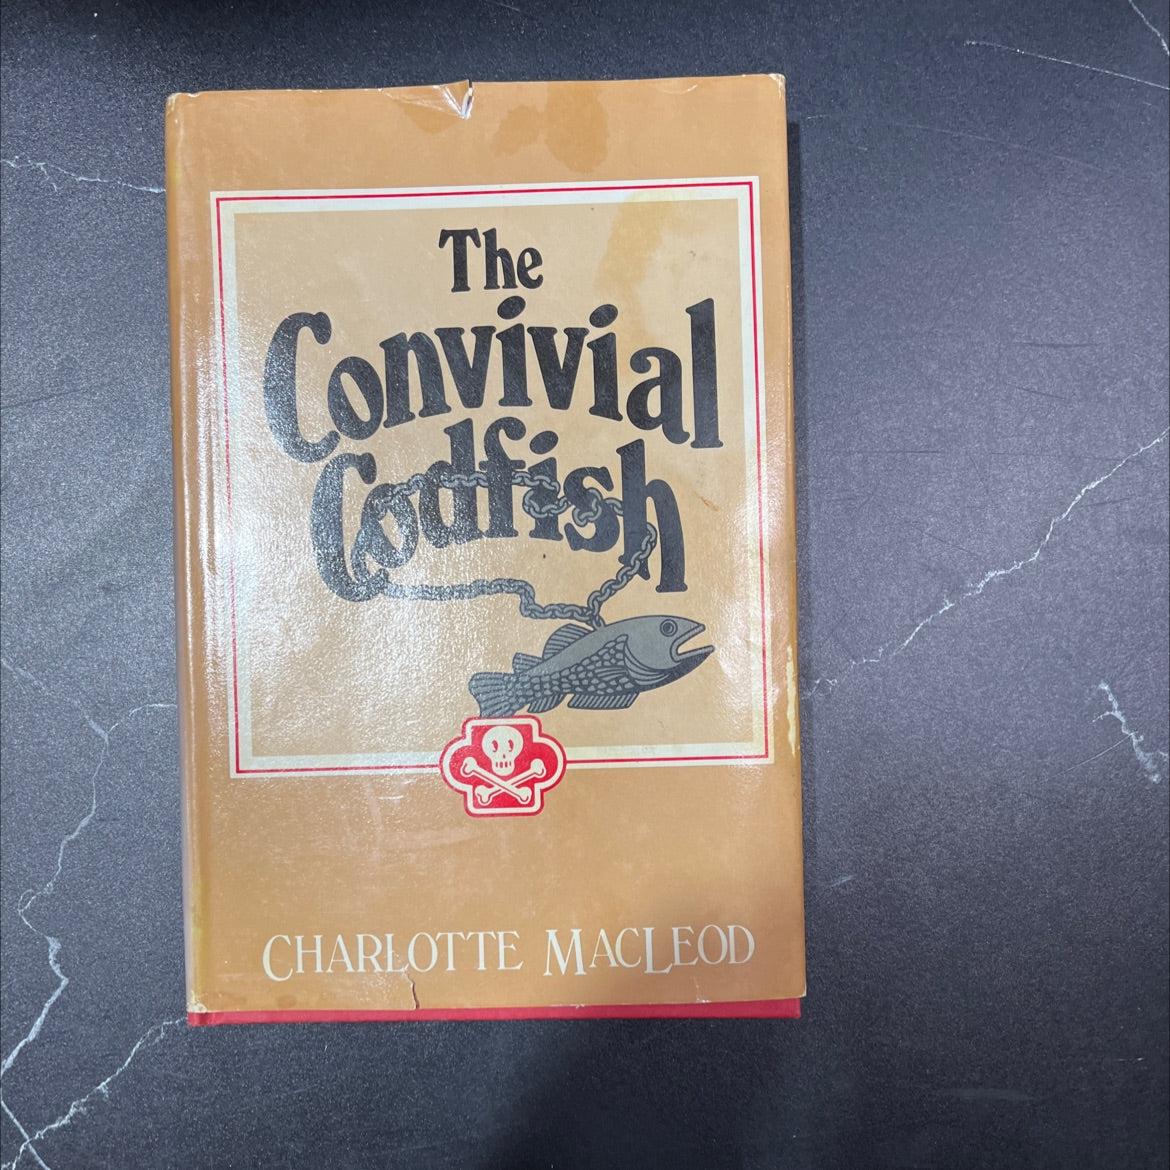 The
Convivial
Codfish
CHARLOTTE MACLEOD